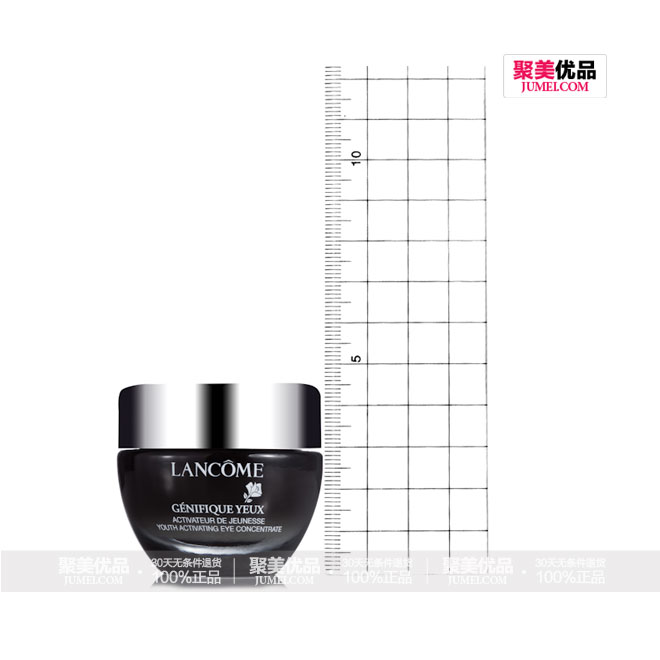 聚美优品
JUMEI.COM
10
5
LANCÔME
GÉNIFIQUE YEUX
ACTIVATEUR DE JEUNESSE
YOUTH ACTIVATING EYE CONCENTRATE
聚美优品 · 30天无条件退货 | 聚美优品 · 30天无条件退货 | 聚美优品 · 30天无条件退货
JUMEI.COM 100%正品 JUMEI.COM 100%正品 JUMEI.COM 100%正品